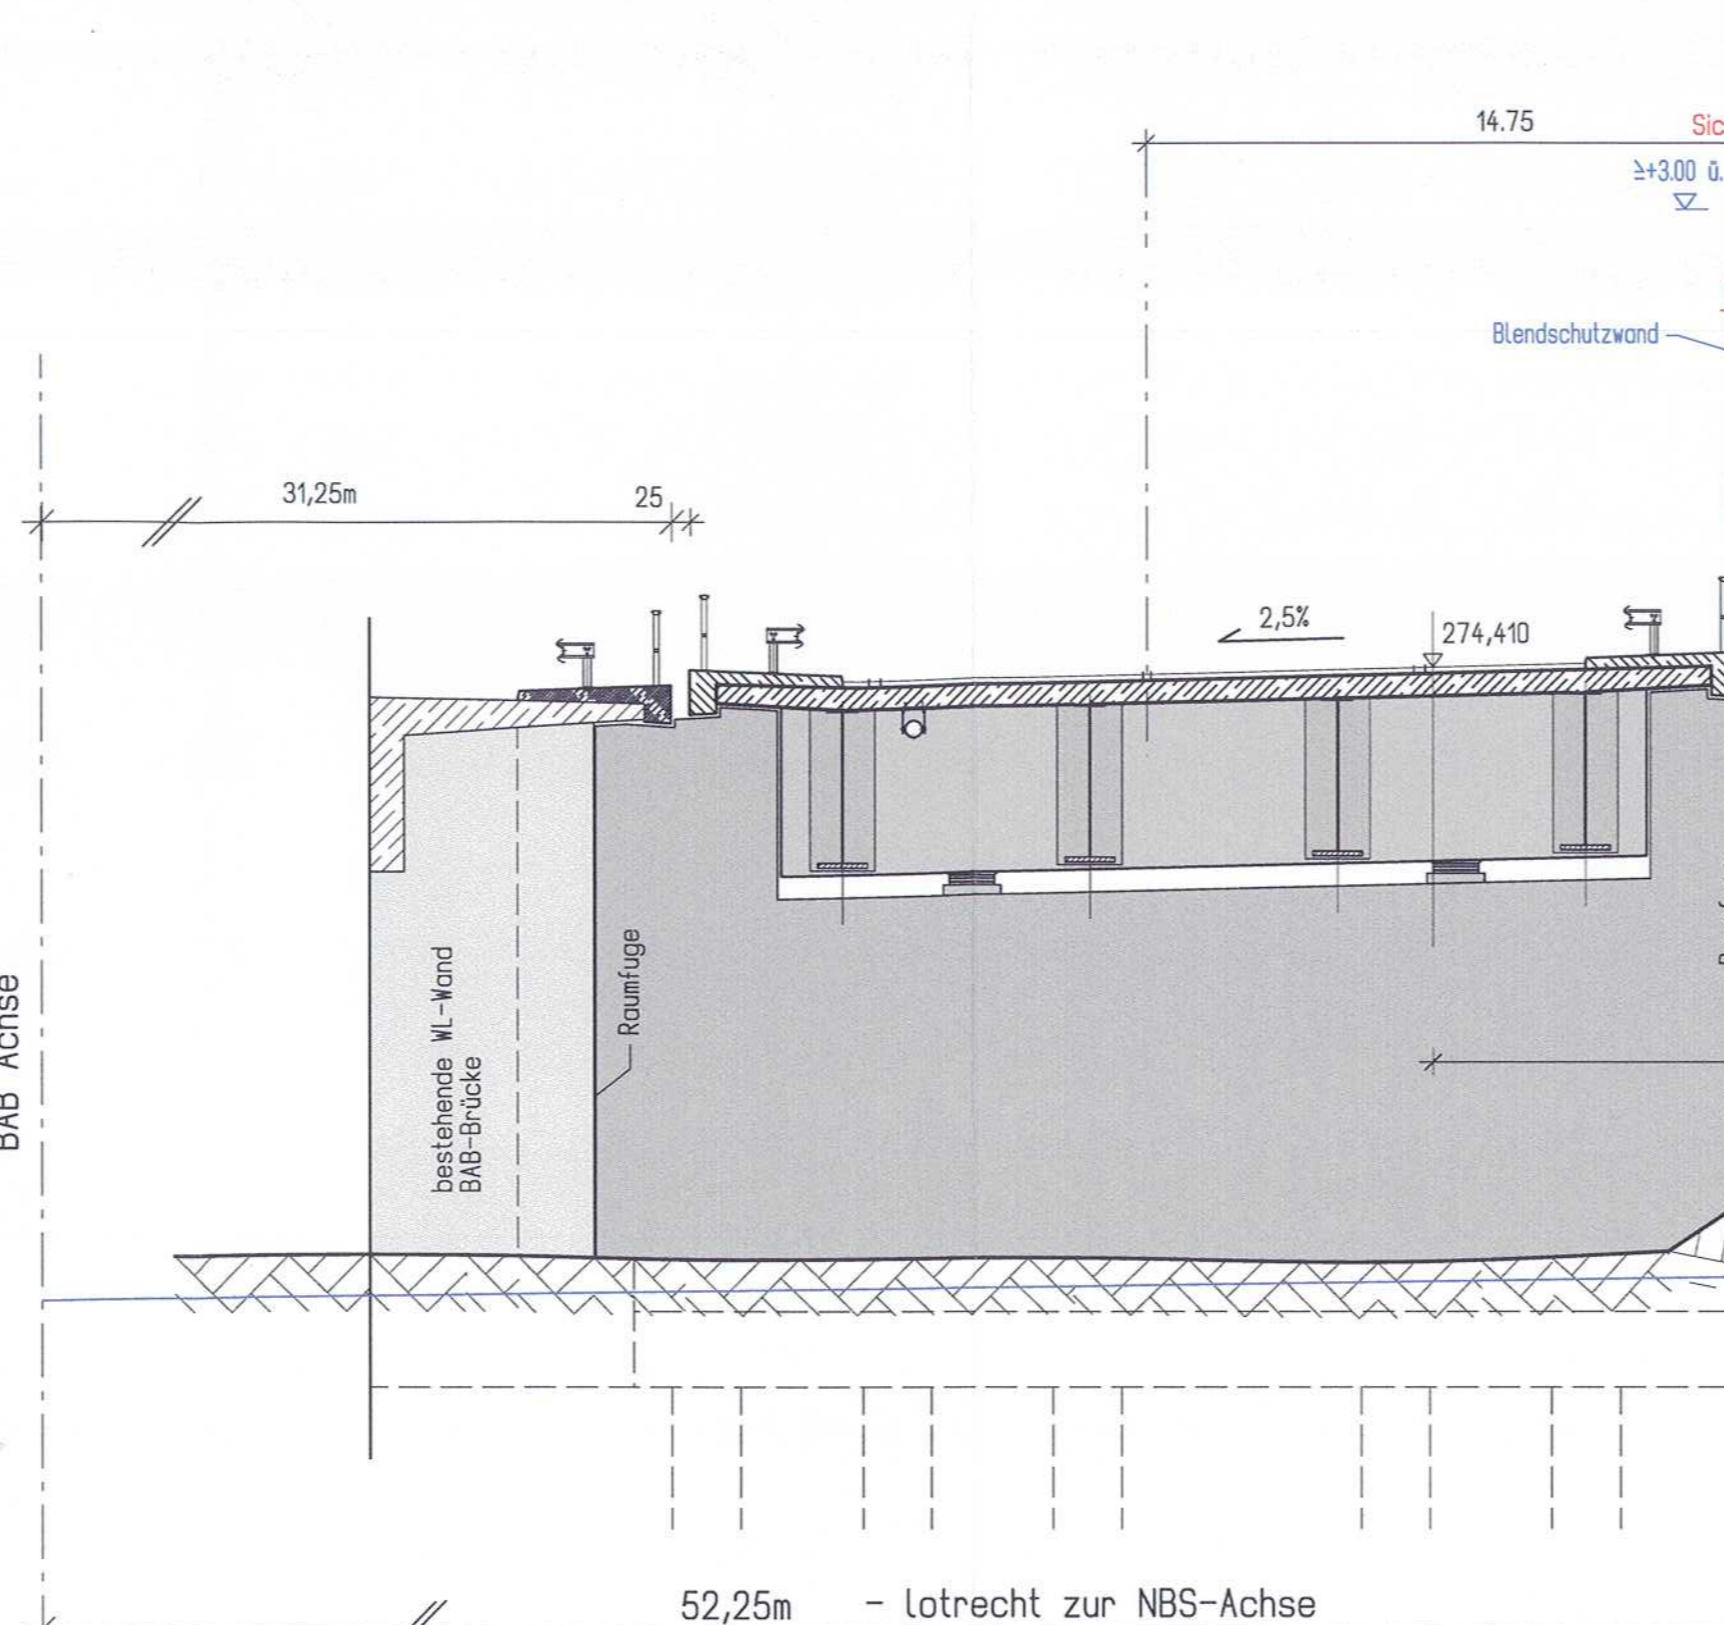 14.75
Sic
≥+3.00 ü.
Blendschutzwand
31,25m
25
2,5%
274,410
BAB Achse
bestehende WL-Wand
BAB-Brücke
Raumfuge
52,25m - lotrecht zur NBS-Achse